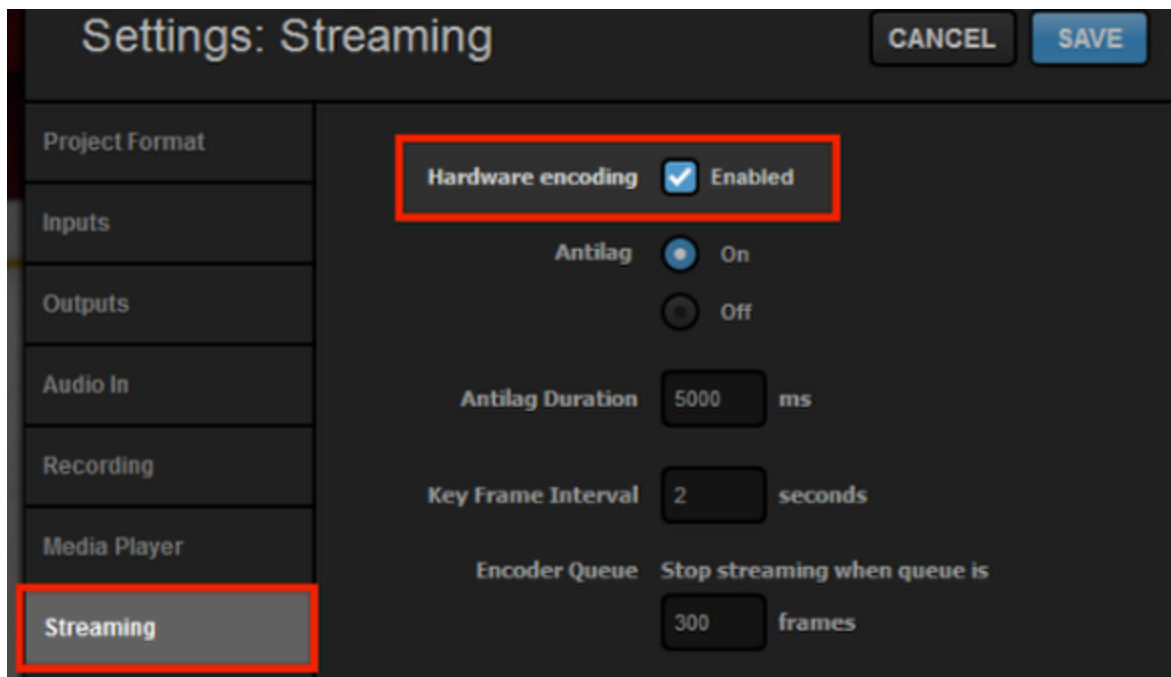 Settings: Streaming
CANCEL
SAVE
Project Format
Inputs
Outputs
Audio In
Recording
Media Player
Streaming
Hardware encoding Enabled
Antilag On
Off
Antilag Duration 5000 ms
Key Frame Interval 2 seconds
Encoder Queue Stop streaming when queue is
300 frames